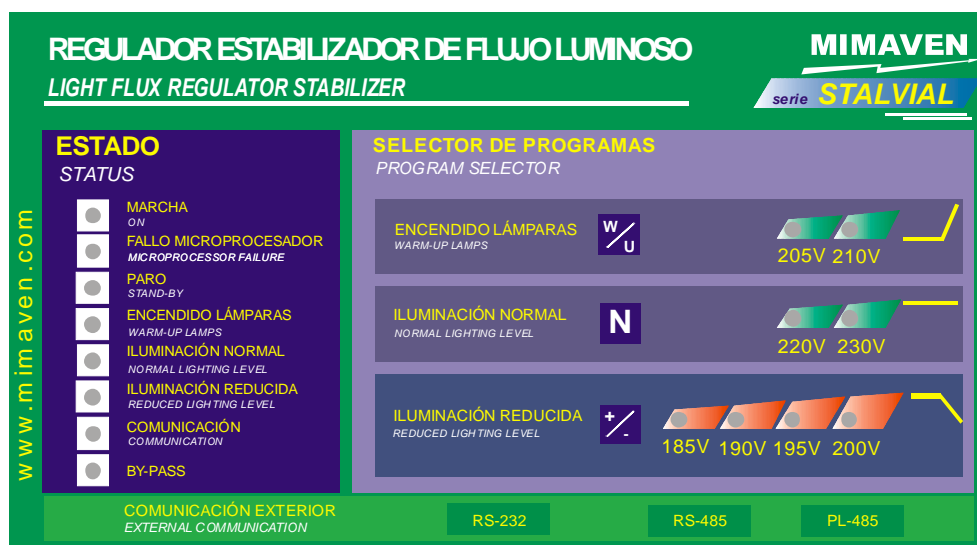 REGULADOR ESTABILIZADOR DE FLUJO LUMINOSO
LIGHT FLUX REGULATOR STABILIZER
MIMAVEN
serie STALVIAL
www.mimaven.com
ESTADO
STATUS
MARCHA
ON
FALLO MICROPROCESADOR
MICROPROCESSOR FAILURE
PARO
STAND-BY
ENCENDIDO LÁMPARAS
WARM-UP LAMPS
ILUMINACIÓN NORMAL
NORMAL LIGHTING LEVEL
ILUMINACIÓN REDUCIDA
REDUCED LIGHTING LEVEL
COMUNICACIÓN
COMMUNICATION
BY-PASS
SELECTOR DE PROGRAMAS
PROGRAM SELECTOR
ENCENDIDO LÁMPARAS
WARM-UP LAMPS
W/U
205V 210V
ILUMINACIÓN NORMAL
NORMAL LIGHTING LEVEL
N
220V 230V
ILUMINACIÓN REDUCIDA
REDUCED LIGHTING LEVEL
+/-
185V 190V 195V 200V
COMUNICACIÓN EXTERIOR
EXTERNAL COMMUNICATION
RS-232 RS-485 PL-485